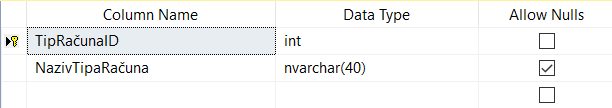 Column Name Data Type Allow Nulls
TipRačunaID int
NazivTipaRačuna nvarchar(40)